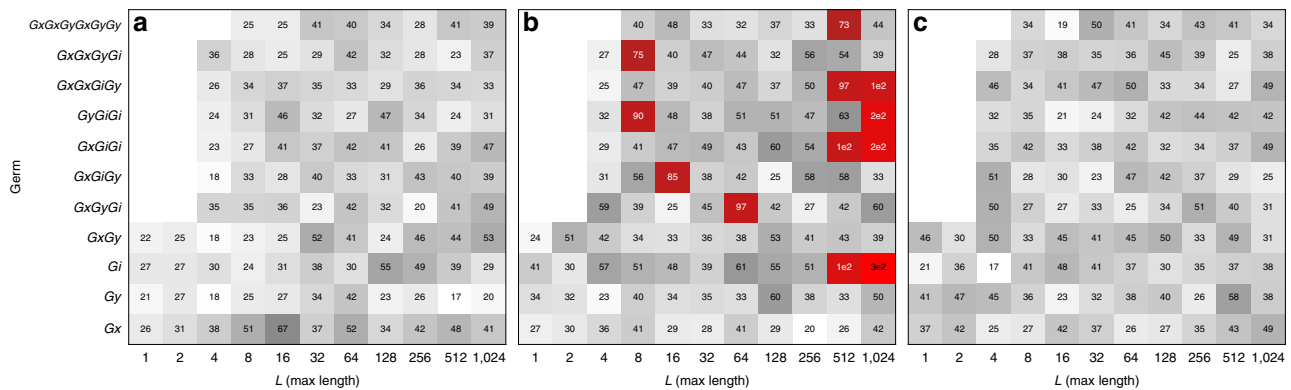 a b c
GxGxGyGxGyGy 25 25 41 40 34 28 41 39 40 48 33 32 37 33 73 44 34 19 50 41 34 43 41 34
GxGxGyGi 36 28 25 29 42 32 28 23 37 27 75 40 47 44 32 56 54 39 28 37 38 35 36 45 39 25 38
GxGxGiGy 26 34 37 35 33 29 36 34 33 25 47 39 40 47 37 50 97 1e2 46 34 41 47 50 33 34 27 49
GyGiGi 24 31 46 32 27 47 34 24 31 32 90 48 38 51 51 47 63 2e2 32 35 21 24 32 42 44 42 42
GxGiGi 23 27 41 37 42 41 26 39 47 29 41 47 49 43 60 54 1e2 2e2 35 42 33 38 42 32 34 37 49
GxGiGy 18 33 28 40 33 31 43 40 39 31 56 85 38 42 25 58 58 33 51 28 30 23 47 42 37 29 25
GxGyGi 35 35 36 23 42 32 20 41 49 59 39 25 45 97 42 27 42 60 50 27 27 33 25 34 51 40 31
GxGy 22 25 18 23 25 52 41 24 46 44 53 24 51 42 34 33 36 38 53 41 43 39 46 30 50 33 45 41 45 50 33 49 31
Gi 27 27 30 24 31 38 30 55 49 39 29 41 30 57 51 48 39 61 55 51 1e2 3e2 21 36 17 41 48 41 37 30 35 37 38
Gy 21 27 18 25 27 34 42 23 26 17 20 34 32 23 40 34 35 33 60 38 33 50 41 47 45 36 23 32 38 40 26 58 38
Gx 26 31 38 51 67 37 52 34 42 48 41 27 30 36 41 29 28 41 29 20 26 42 37 42 25 27 42 37 26 27 35 43 49
Germ
1 2 4 8 16 32 64 128 256 512 1,024 1 2 4 8 16 32 64 128 256 512 1,024 1 2 4 8 16 32 64 128 256 512 1,024
L (max length) L (max length) L (max length)